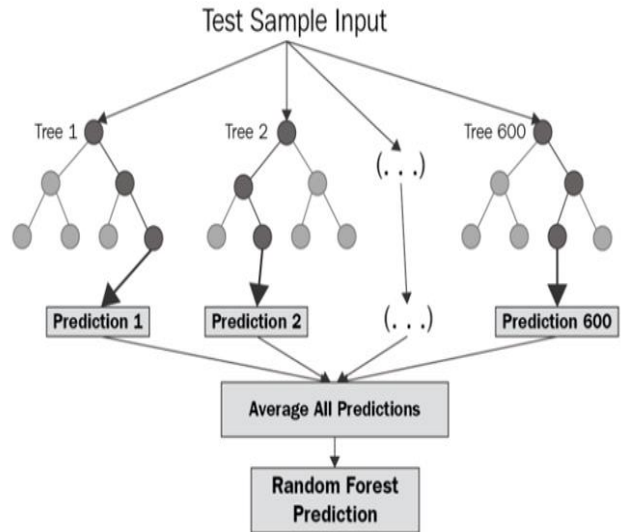 Test Sample Input
Tree 1
Tree 2
Tree 600
(. . .)
Prediction 1
Prediction 2
(. . .)
Prediction 600
Average All Predictions
Random Forest
Prediction